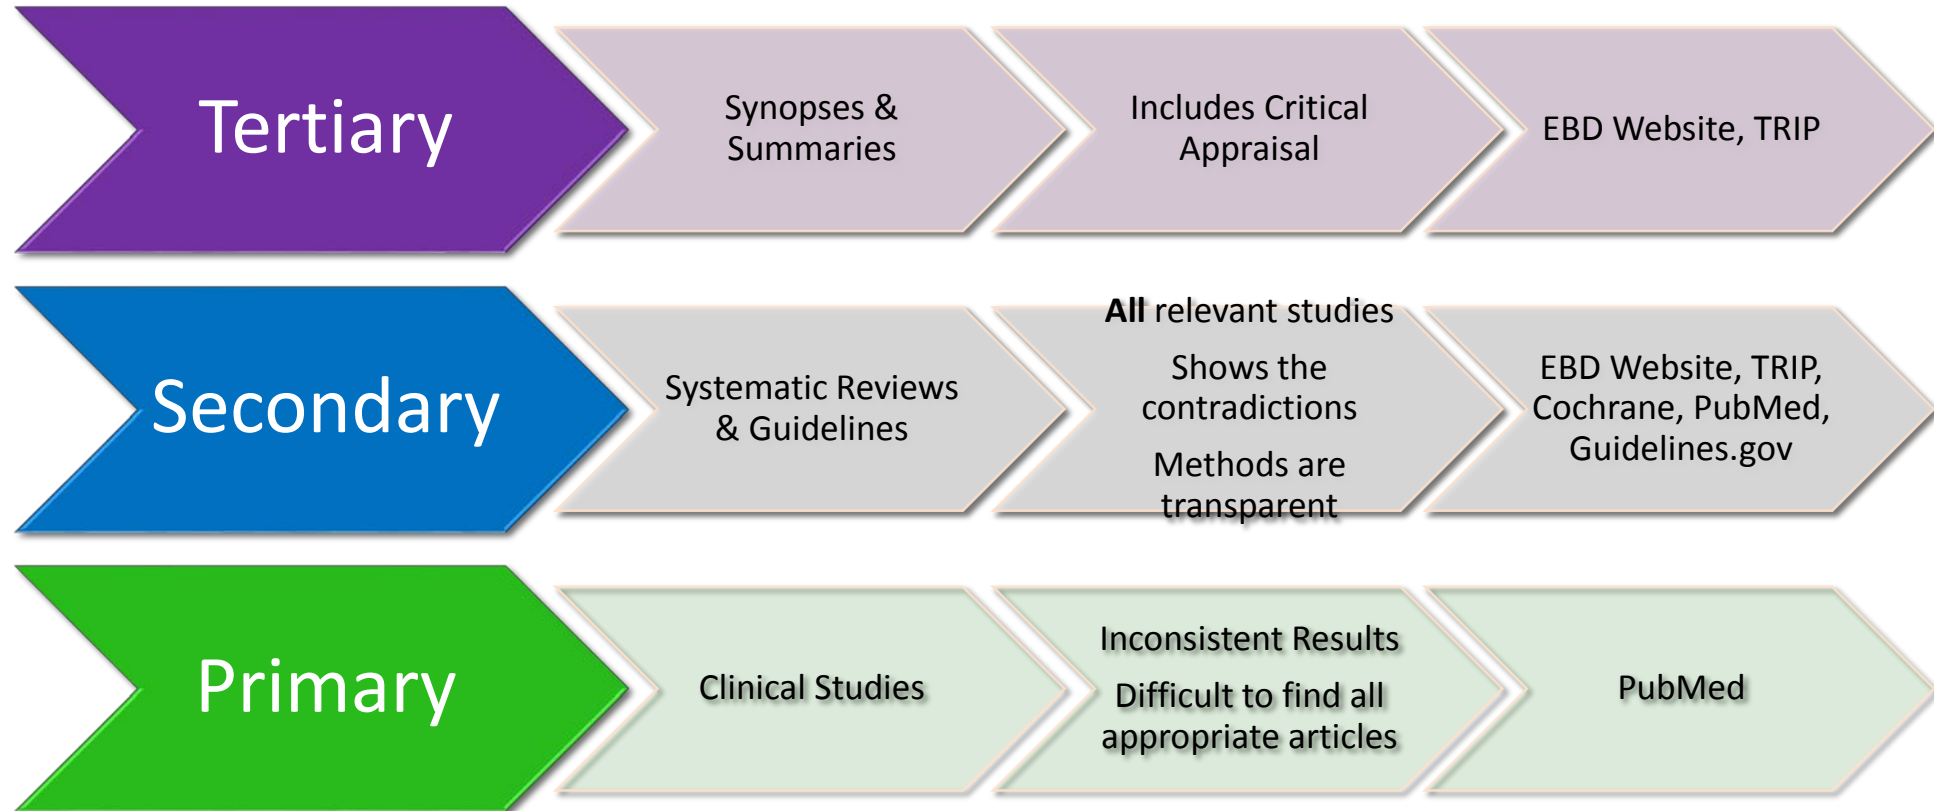 Tertiary
Synopses &
Summaries
Includes Critical
Appraisal
EBD Website, TRIP
Secondary
Systematic Reviews
& Guidelines
All relevant studies
Shows the
contradictions
Methods are
transparent
EBD Website, TRIP,
Cochrane, PubMed,
Guidelines.gov
Primary
Clinical Studies
Inconsistent Results
Difficult to find all
appropriate articles
PubMed